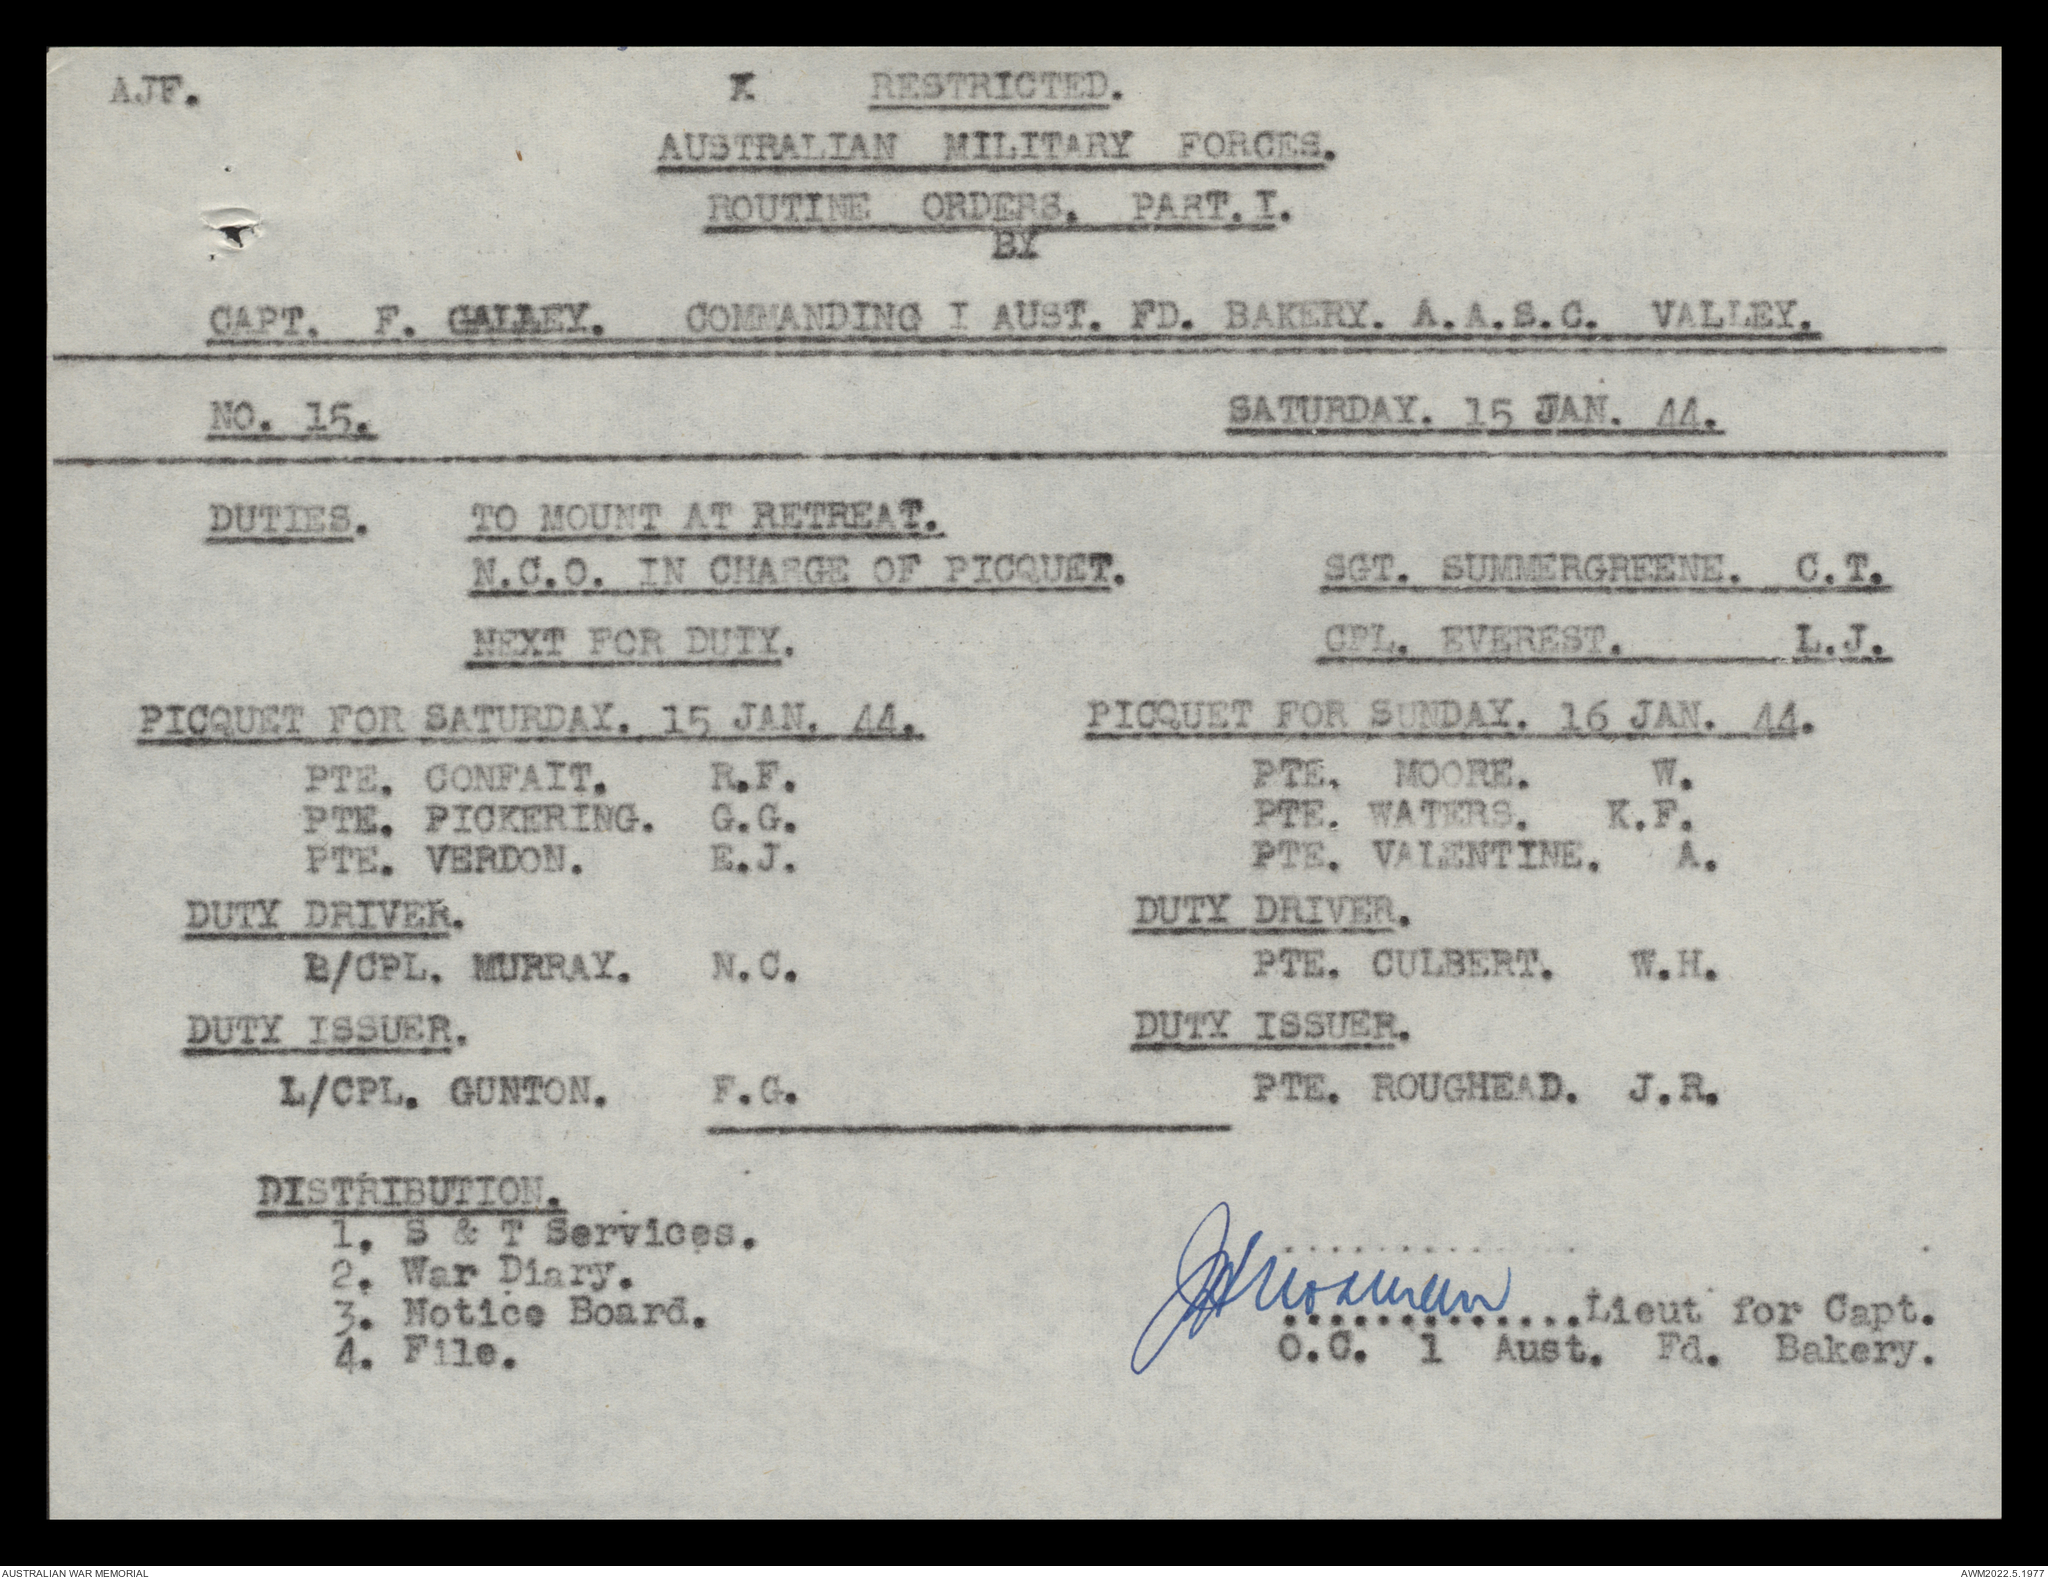 AJF. X RESTRICTED.
AUSTRALIAN MILITARY FORCES.
ROUTINE ORDERS. PART.I.
BY
CAPT. F. GALLEY. COMMANDING I AUST. FD. BAKERY. A.A.S.C. VALLEY.
NO. 15. SATURDAY. 15 JAN. 44.
DUTIES. TO MOUNT AT RETREAT.
N.C.O. IN CHARGE OF PICQUET. SGT. SUMMERGREENE. C.T.
NEXT FOR DUTY. CPL. EVEREST. L.J.
PICQUET FOR SATURDAY. 15 JAN. 44.
PTE. CONFAIT. R.F.
PTE. PICKERING. G.G.
PTE. VERDON. E.J.
DUTY DRIVER.
L/CPL. MURRAY. N.C.
DUTY ISSUER.
L/CPL. GUNTON. F.G.
PICQUET FOR SUNDAY. 16 JAN. 44.
PTE. MOORE. W.
PTE. WATERS. K.F.
PTE. VALENTINE. A.
DUTY DRIVER.
PTE. CULBERT. W.H.
DUTY ISSUER.
PTE. ROUGHEAD. J.R.
DISTRIBUTION.
1. S & T Services.
2. War Diary.
3. Notice Board.
4. File.
.............Lieut for Capt.
O.C. 1 Aust. Fd. Bakery.
AUSTRALIAN WAR MEMORIAL AWM2022.5.1977